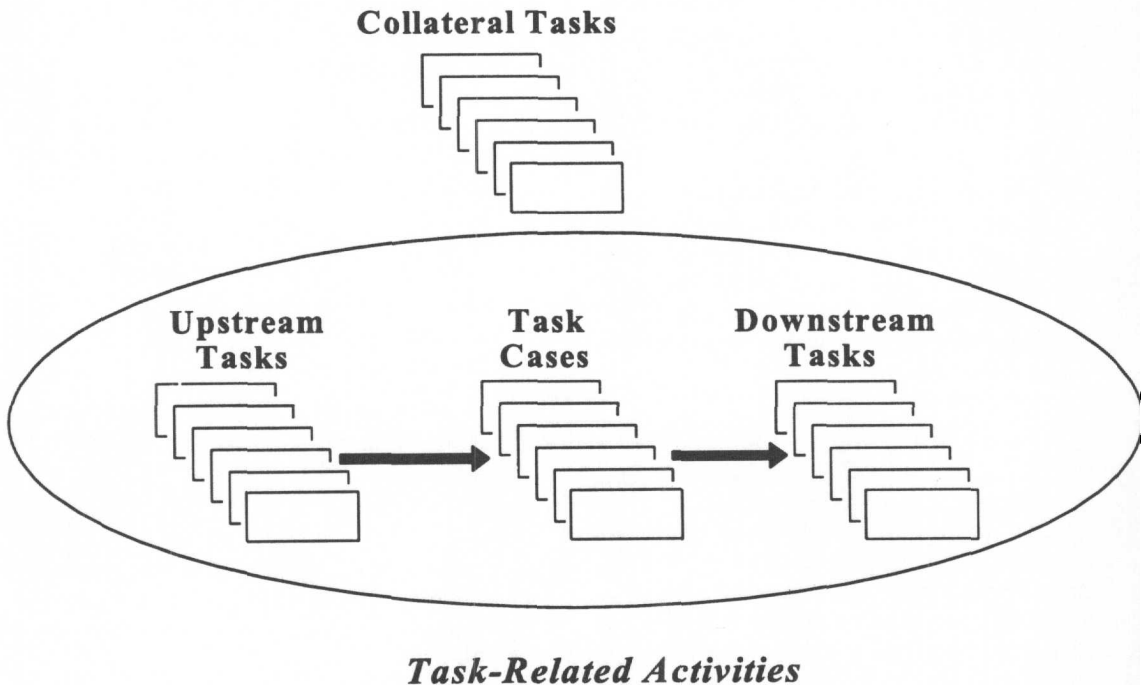 Collateral Tasks
Upstream
Tasks
Task
Cases
Downstream
Tasks
Task-Related Activities